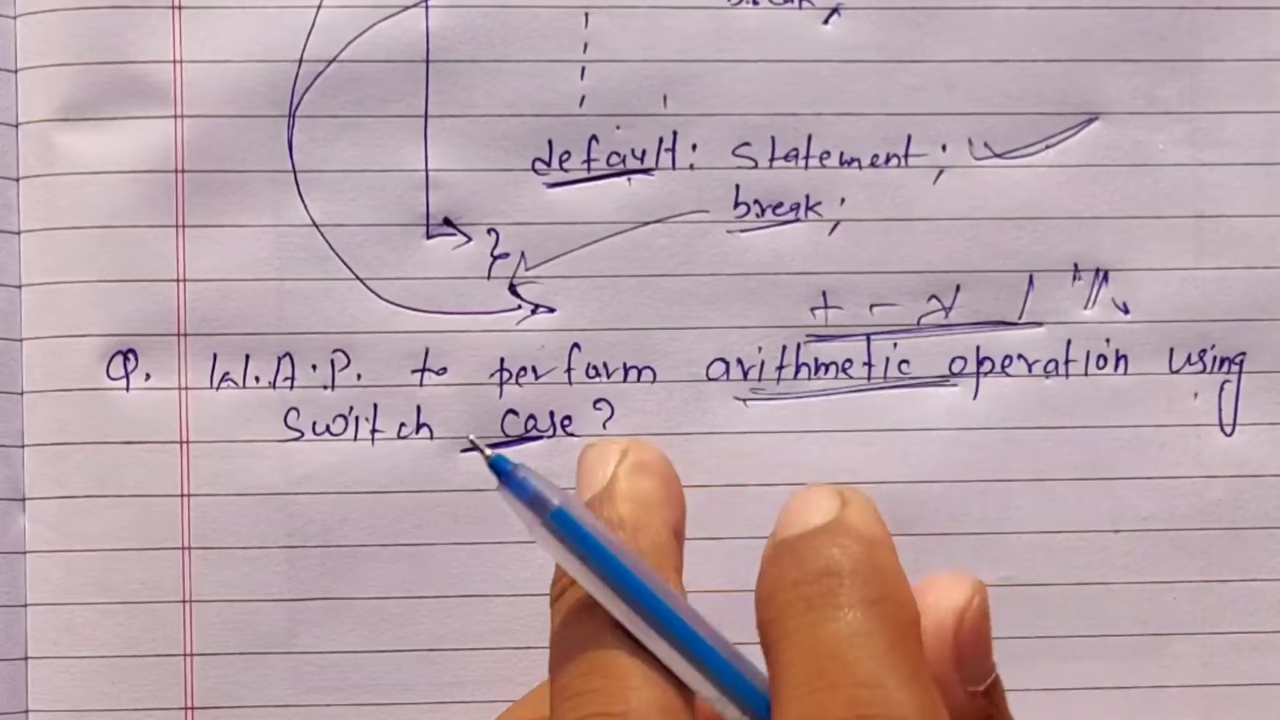 default: Statement;
break;
}
+ - * / %
Q. W.A.P. to perform arithmetic operation using
Switch case?